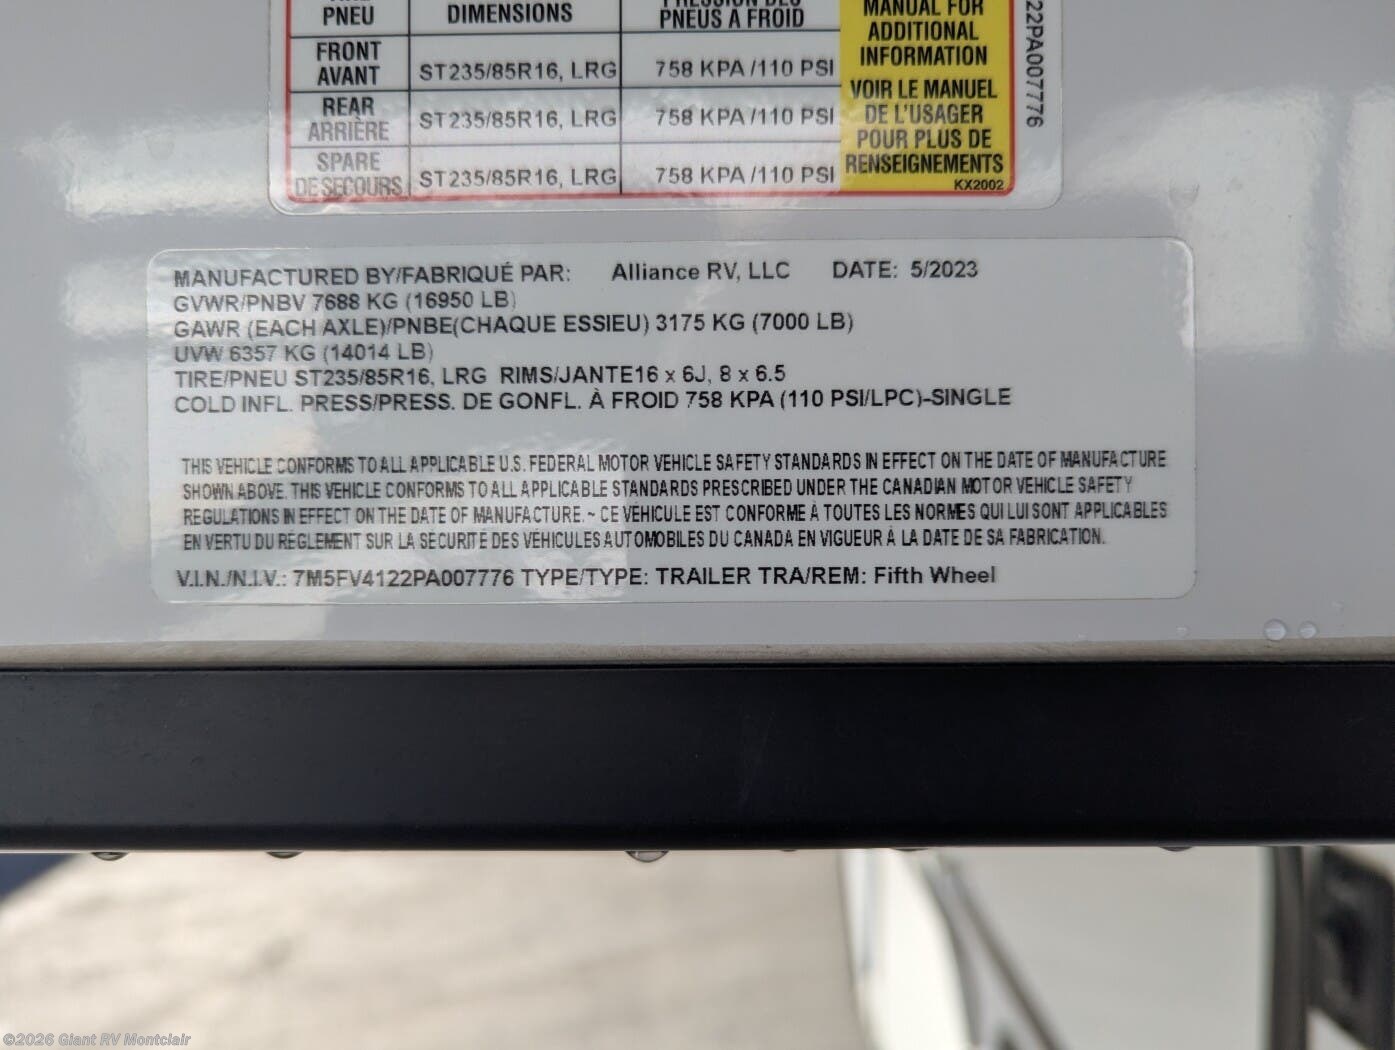 PNEU DIMENSIONS PNEUS À FROID
MANUAL FOR
ADDITIONAL
INFORMATION
VOIR LE MANUEL
DE L'USAGER
POUR PLUS DE
RENSEIGNEMENTS
KX2002
FRONT
AVANT ST235/85R16, LRG 758 KPA /110 PSI
REAR
ARRIÈRE ST235/85R16, LRG 758 KPA /110 PSI
SPARE
DE SECOURS ST235/85R16, LRG 758 KPA /110 PSI
22PA007776
MANUFACTURED BY/FABRIQUÉ PAR: Alliance RV, LLC DATE: 5/2023
GVWR/PNBV 7688 KG (16950 LB)
GAWR (EACH AXLE)/PNBE(CHAQUE ESSIEU) 3175 KG (7000 LB)
UVW 6357 KG (14014 LB)
TIRE/PNEU ST235/85R16, LRG RIMS/JANTE16 x 6J, 8 x 6.5
COLD INFL. PRESS/PRESS. DE GONFL. À FROID 758 KPA (110 PSI/LPC)-SINGLE
THIS VEHICLE CONFORMS TO ALL APPLICABLE U.S. FEDERAL MOTOR VEHICLE SAFETY STANDARDS IN EFFECT ON THE DATE OF MANUFACTURE
SHOWN ABOVE. THIS VEHICLE CONFORMS TO ALL APPLICABLE STANDARDS PRESCRIBED UNDER THE CANADIAN MOTOR VEHICLE SAFETY
REGULATIONS IN EFFECT ON THE DATE OF MANUFACTURE. ~ CE VÉHICULE EST CONFORME À TOUTES LES NORMES QUI LUI SONT APPLICABLES
EN VERTU DU RÈGLEMENT SUR LA SÉCURITÉ DES VÉHICULES AUTOMOBILES DU CANADA EN VIGUEUR À LA DATE DE SA FABRICATION.
V.I.N./N.I.V.: 7M5FV4122PA007776 TYPE/TYPE: TRAILER TRA/REM: Fifth Wheel
©2026 Giant RV Montclair